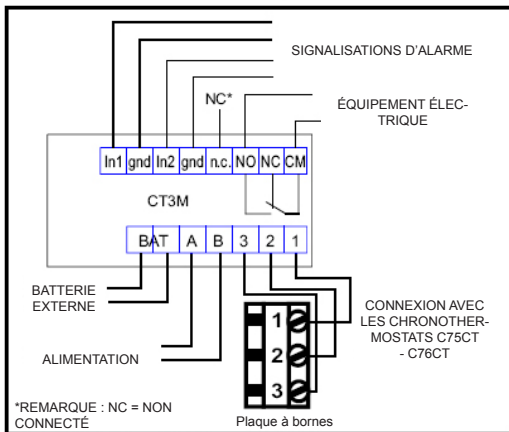 SIGNALISATIONS D'ALARME
NC*
ÉQUIPEMENT ÉLEC-
TRIQUE
In1 gnd In2 gnd n.c. NO NC CM
CT3M
BAT A B 3 2 1
BATTERIE
EXTERNE
ALIMENTATION
1
2
3
CONNEXION AVEC
LES CHRONOTHER-
MOSTATS C75CT
- C76CT
*REMARQUE : NC = NON
CONNECTÉ
Plaque à bornes